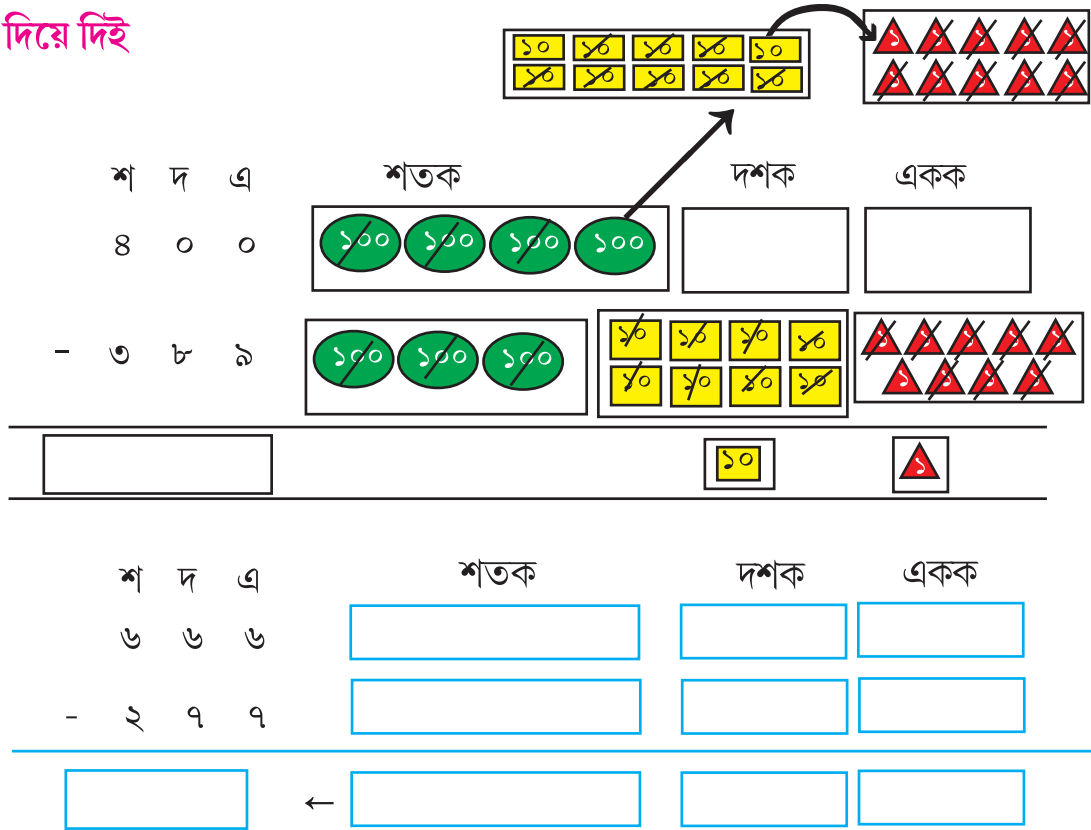 দিয়ে দিই
১০ ১০ ১০ ১০ ১০ ১ ১ ১ ১ ১
১০ ১০ ১০ ১০ ১০ ১ ১ ১ ১ ১
শ দ এ শতক দশক একক
৪ ০ ০ ১০০ ১০০ ১০০ ১০০
- ৩ ৮ ৯ ১০০ ১০০ ১০০ ১০ ১০ ১০ ১০ ১ ১ ১ ১ ১
১০ ১০ ১০ ১০ ১ ১ ১ ১
১০ ১
শ দ এ শতক দশক একক
৬ ৬ ৬
- ২ ৭ ৭
←